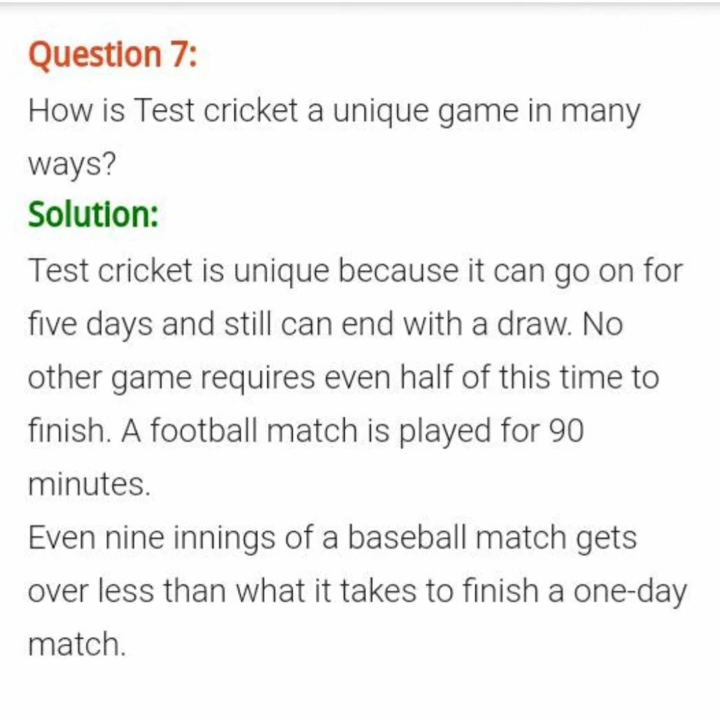 Question 7:
How is Test cricket a unique game in many
ways?
Solution:
Test cricket is unique because it can go on for
five days and still can end with a draw. No
other game requires even half of this time to
finish. A football match is played for 90
minutes.
Even nine innings of a baseball match gets
over less than what it takes to finish a one-day
match.